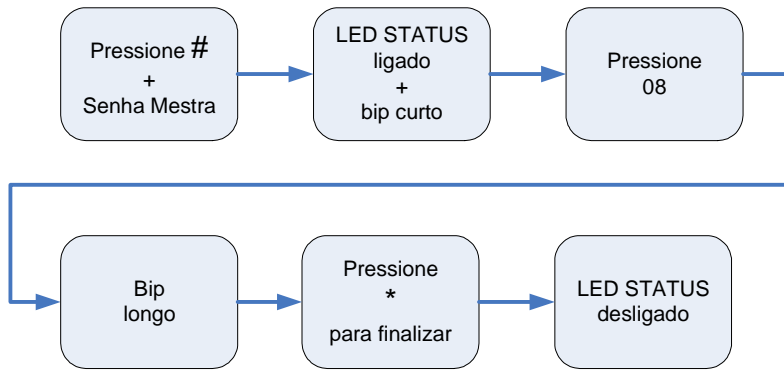 Pressione #
+
Senha Mestra
LED STATUS
ligado
+
bip curto
Pressione
08
Bip
longo
Pressione
*
para finalizar
LED STATUS
desligado